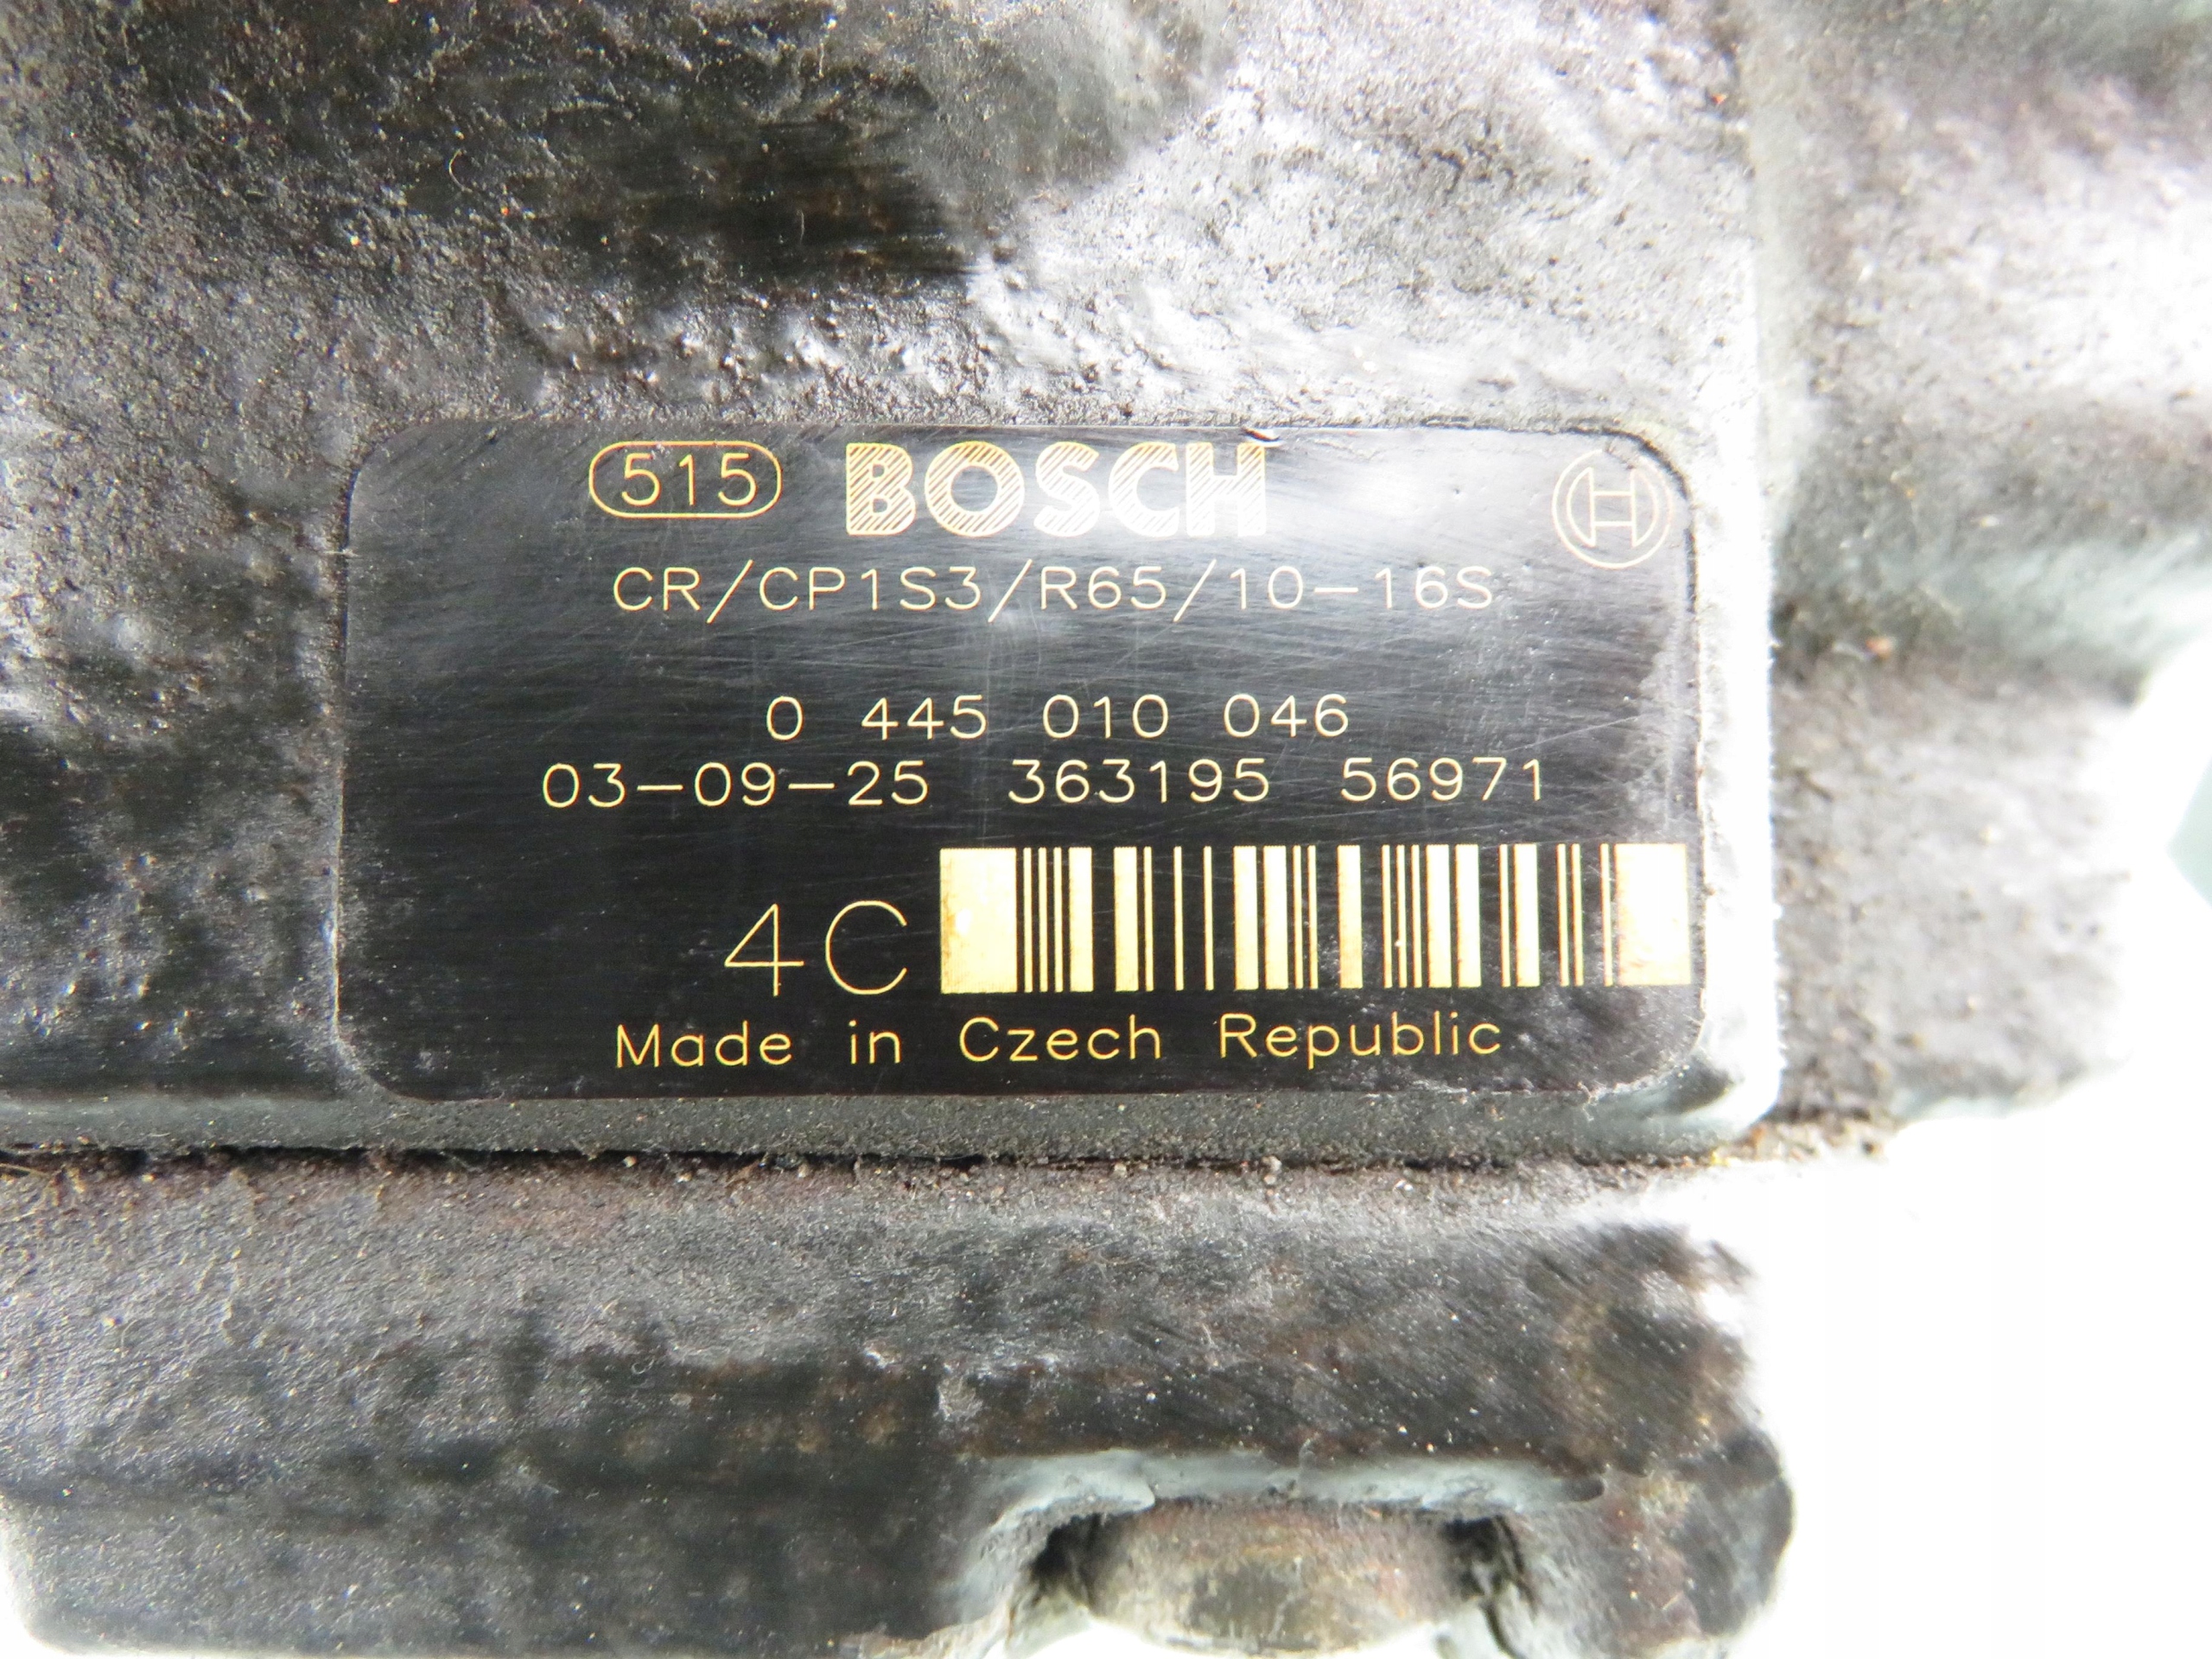 515 BOSCH
CR/CP1S3/R65/10-16S
0 445 010 046
03-09-25 363195 56971
4C
Made in Czech Republic